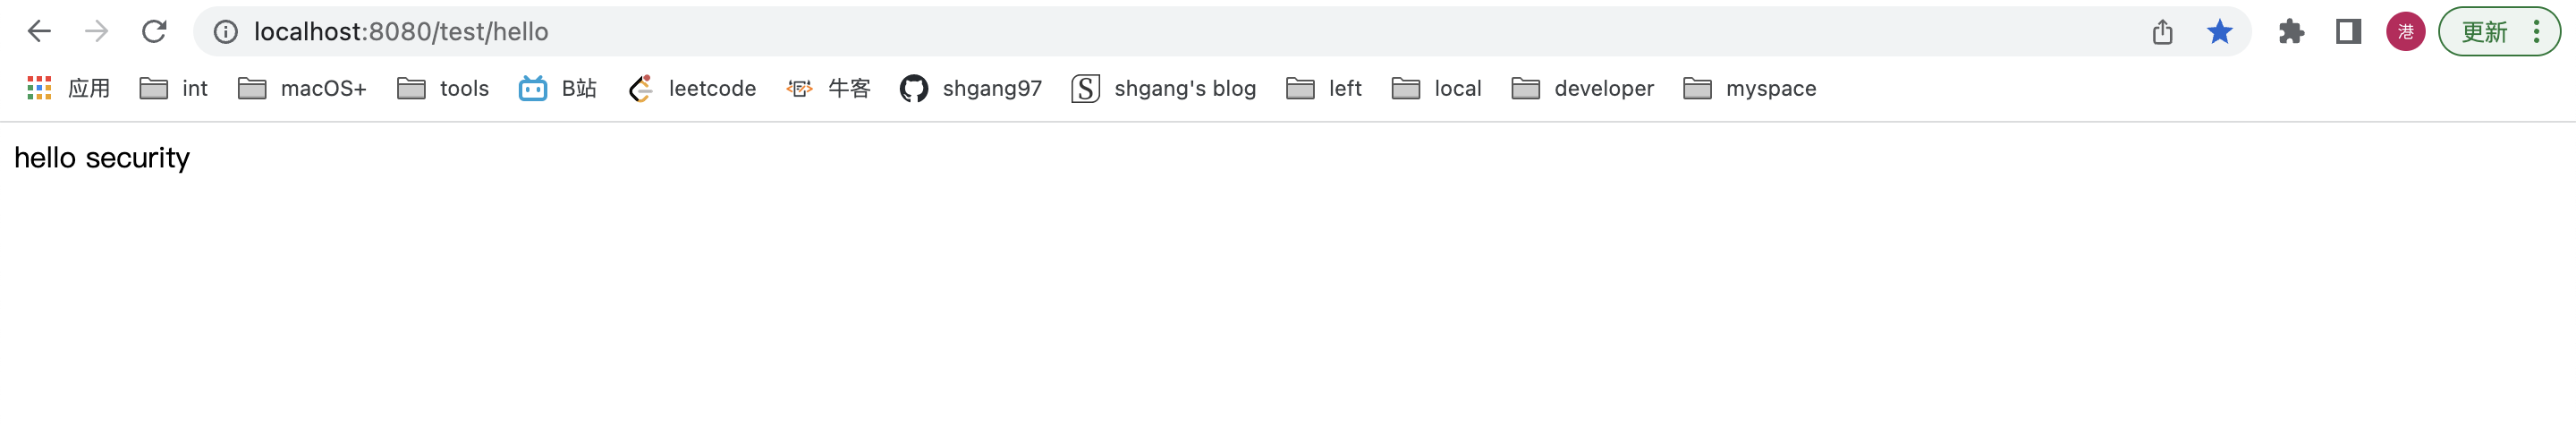 localhost:8080/test/hello 港 更新
应用 int macOS+ tools B站 leetcode 牛客 shgang97 shgang's blog left local developer myspace
hello security